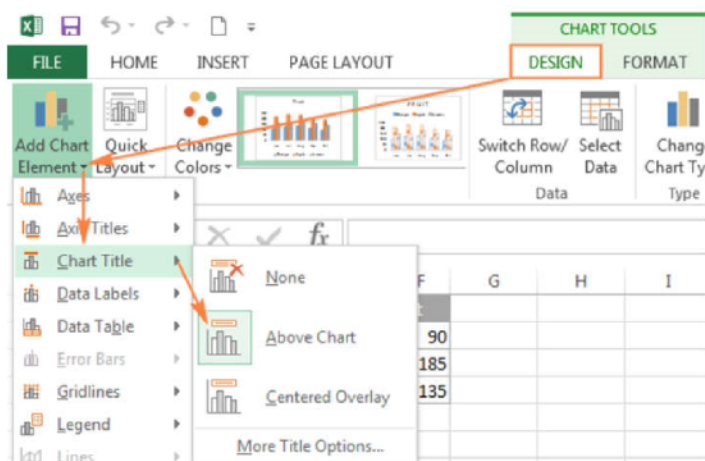 CHART TOOLS
FILE HOME INSERT PAGE LAYOUT DESIGN FORMAT
Add Chart Quick Change Switch Row/ Select
Element Layout Colors Column Data Chart
Data Type
Axes
Axis Titles
fx
Chart Title
None
F G H I
Data Labels
Data Table
Above Chart
90
Error Bars
185
Gridlines
Centered Overlay
135
Legend
More Title Options...
Lines